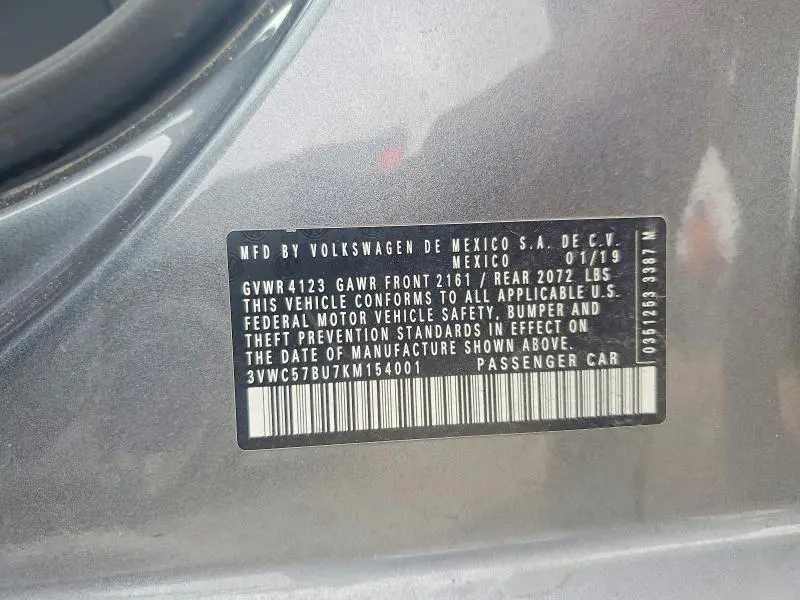 MFD BY VOLKSWAGEN DE MEXICO S.A. DE C.V.
MEXICO 01/19
GVWR 4123 GAWR FRONT 2161 / REAR 2072 LBS
THIS VEHICLE CONFORMS TO ALL APPLICABLE U.S.
FEDERAL MOTOR VEHICLE SAFETY, BUMPER AND
THEFT PREVENTION STANDARDS IN EFFECT ON
THE DATE OF MANUFACTURE SHOWN ABOVE.
3VWC57BU7KM154001 PASSENGER CAR
0351253 3387 M